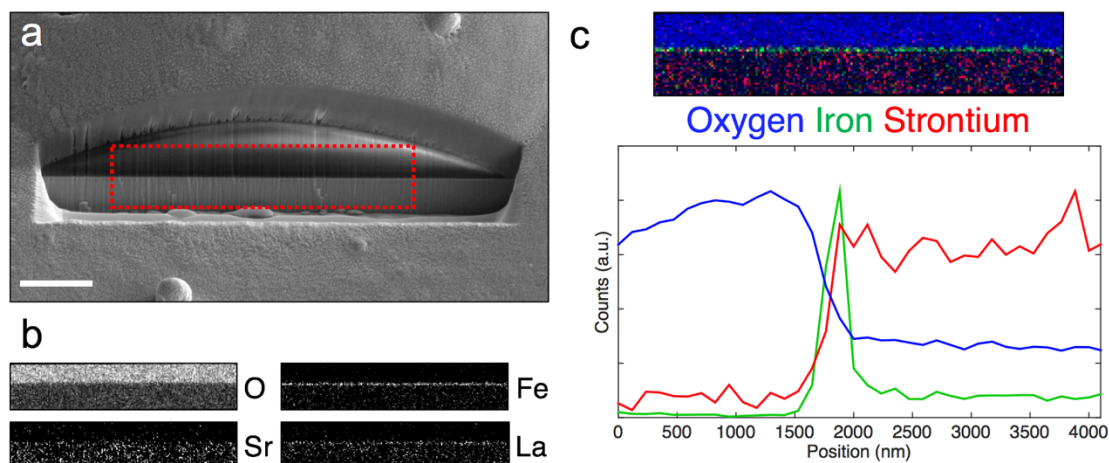 a
b
O
Fe
Sr
La
c
Oxygen Iron Strontium
Counts (a.u.)
0 500 1000 1500 2000 2500 3000 3500 4000
Position (nm)